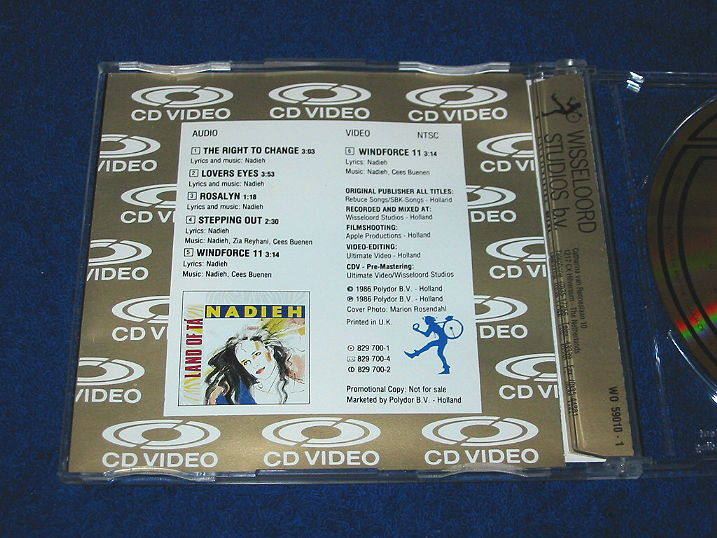 CD VIDEO
CD VIDEO
CD VIDEO
AUDIO
1 THE RIGHT TO CHANGE 3:03
Lyrics and music: Nadieh
2 LOVERS EYES 3:53
Lyrics and music: Nadieh
3 ROSALYN 1:18
Lyrics and music: Nadieh
4 STEPPING OUT 2:30
Lyrics: Nadieh
Music: Nadieh, Zia Reyhani, Cees Buenen
5 WINDFORCE 11 3:14
Lyrics: Nadieh
Music: Nadieh, Cees Buenen
NADIEH
LAND OF TÁ
VIDEO NTSC
6 WINDFORCE 11 3:14
Lyrics: Nadieh
Music: Nadieh, Cees Buenen
ORIGINAL PUBLISHER ALL TITLES:
Rebuce Songs/SBK-Songs - Holland
RECORDED AND MIXED AT:
Wisseloord Studios - Holland
FILMSHOOTING:
Apple Productions - Holland
VIDEO-EDITING:
Ultimate Video - Holland
CDV - Pre-Mastering:
Ultimate Video/Wisseloord Studios
© 1986 Polydor B.V. - Holland
℗ 1986 Polydor B.V. - Holland
Cover Photo: Marion Rosendahl
Printed in U.K.
829 700-1
829 700-4
CD 829 700-2
Promotional Copy: Not for sale
Marketed by Polydor B.V. - Holland
CD VIDEO
CD VID
CD VIDEO
CD VIDEO
CD VIDEO
CD VIDEO
CD VIDEO
WISSELOORD
STUDIOS b.v.
The Netherlands
WO 59010 - 1